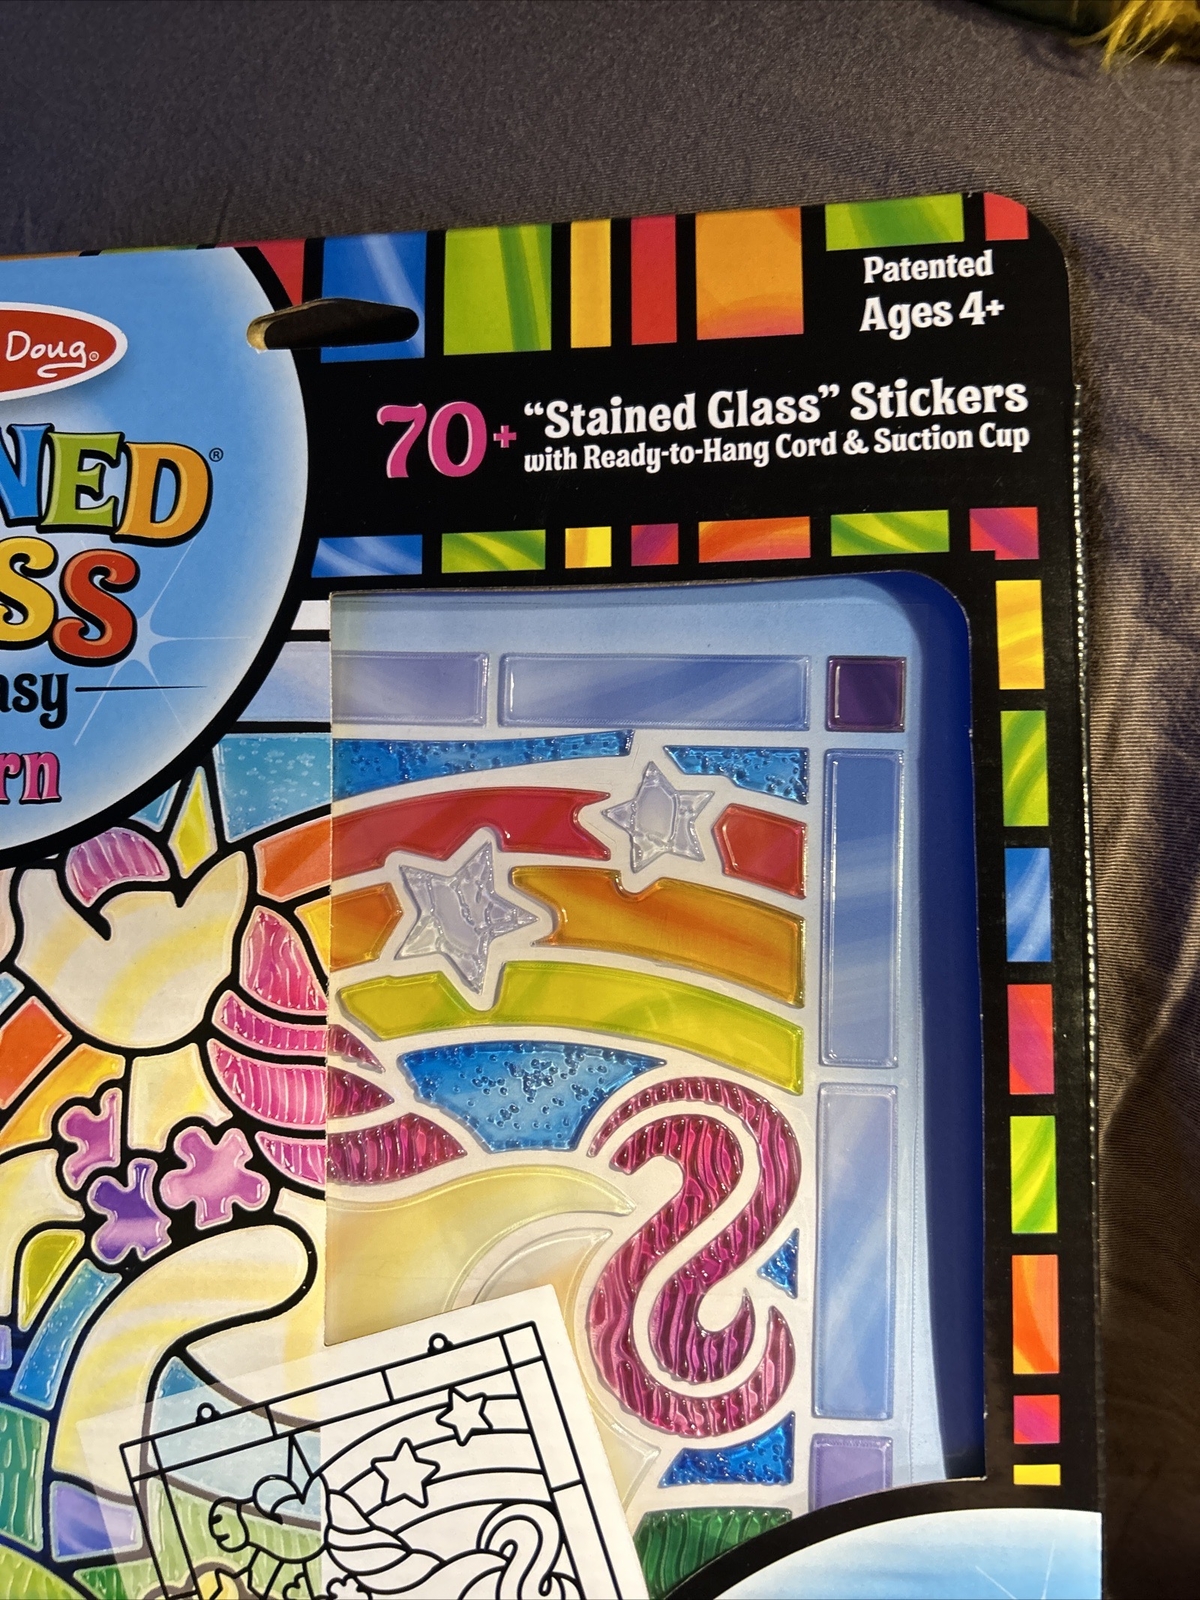 Patented
Ages 4+
Doug®
70+ “Stained Glass” Stickers
with Ready-to-Hang Cord & Suction Cup
NED®
SS
asy
rn